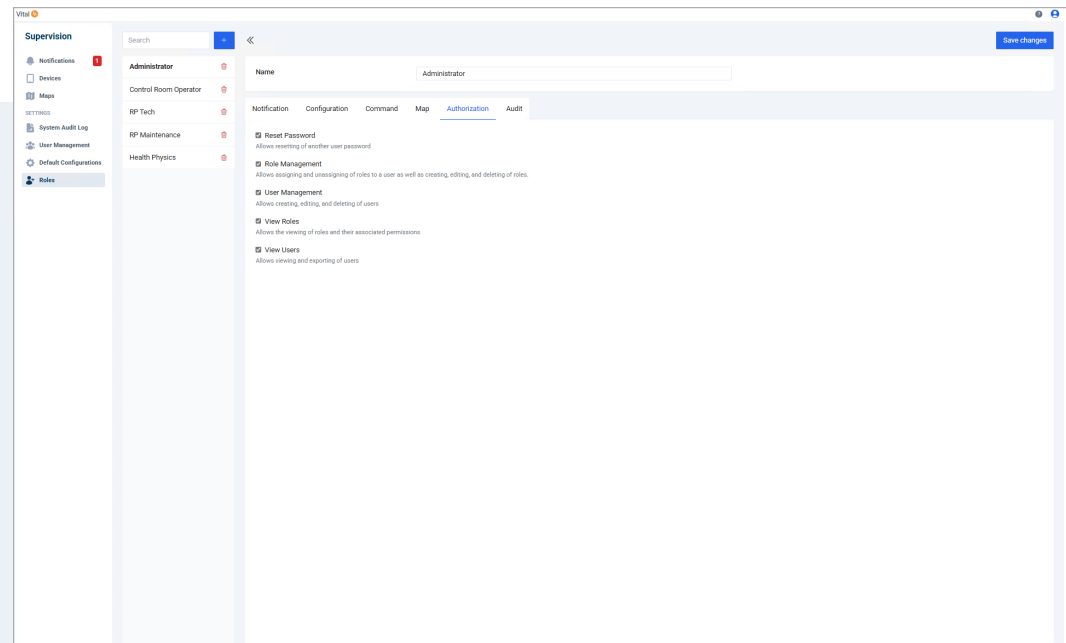 Vital
Supervision
Notifications 1
Devices
Maps
SETTINGS
System Audit Log
User Management
Default Configurations
Roles
Search +
Administrator
Control Room Operator
RP Tech
RP Maintenance
Health Physics
Save changes
Name Administrator
Notification Configuration Command Map Authorization Audit
Reset Password
Allows resetting of another user password
Role Management
Allows assigning and unassigning of roles to a user as well as creating, editing, and deleting of roles.
User Management
Allows creating, editing, and deleting of users
View Roles
Allows the viewing of roles and their associated permissions
View Users
Allows viewing and exporting of users